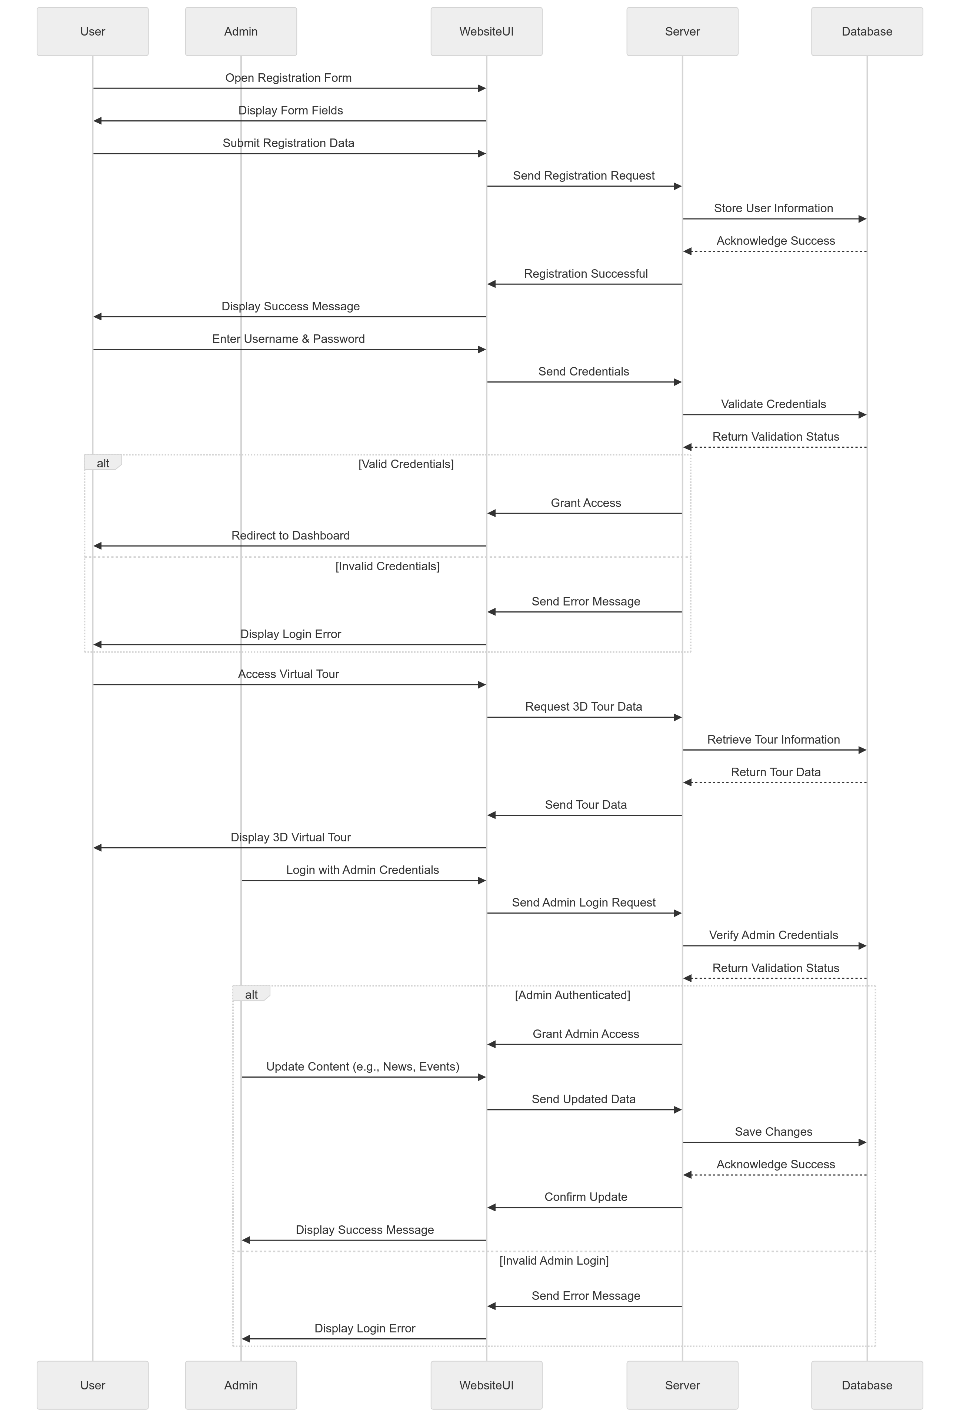 User
Admin
WebsiteUI
Server
Database
Open Registration Form
Display Form Fields
Submit Registration Data
Send Registration Request
Store User Information
Acknowledge Success
Registration Successful
Display Success Message
Enter Username & Password
Send Credentials
Validate Credentials
Return Validation Status
alt
[Valid Credentials]
Grant Access
Redirect to Dashboard
[Invalid Credentials]
Send Error Message
Display Login Error
Access Virtual Tour
Request 3D Tour Data
Retrieve Tour Information
Return Tour Data
Send Tour Data
Display 3D Virtual Tour
Login with Admin Credentials
Send Admin Login Request
Verify Admin Credentials
Return Validation Status
alt
[Admin Authenticated]
Grant Admin Access
Update Content (e.g., News, Events)
Send Updated Data
Save Changes
Acknowledge Success
Confirm Update
Display Success Message
[Invalid Admin Login]
Send Error Message
Display Login Error
User
Admin
WebsiteUI
Server
Database